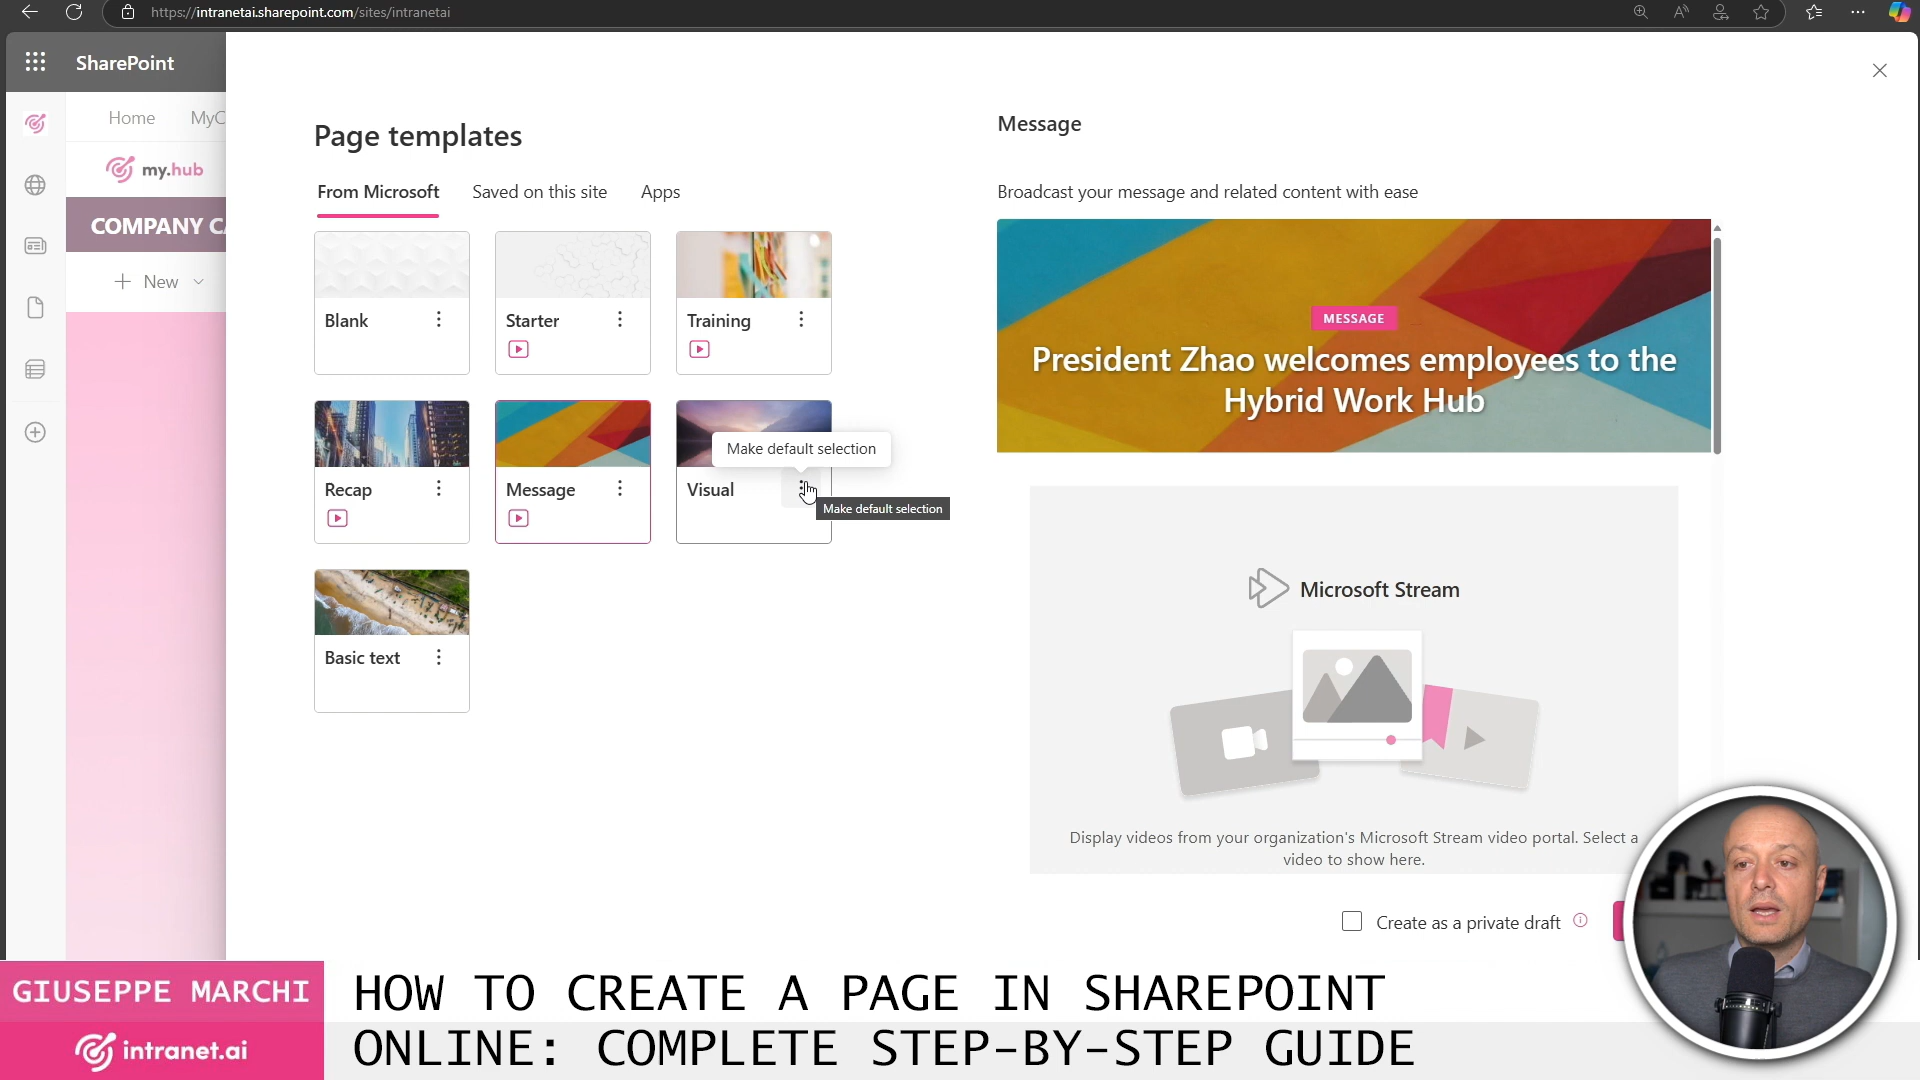 https://intranetai.sharepoint.com/sites/intranetai
SharePoint
Home
MyC
my.hub
COMPANY CA
New
Page templates
From Microsoft
Saved on this site
Apps
Blank
Starter
Training
Recap
Message
Visual
Make default selection
Make default selection
Basic text
Message
Broadcast your message and related content with ease
MESSAGE
President Zhao welcomes employees to the
Hybrid Work Hub
Microsoft Stream
Display videos from your organization's Microsoft Stream video portal. Select a
video to show here.
Create as a private draft
GIUSEPPE MARCHI
intranet.ai
HOW TO CREATE A PAGE IN SHAREPOINT
ONLINE: COMPLETE STEP-BY-STEP GUIDE